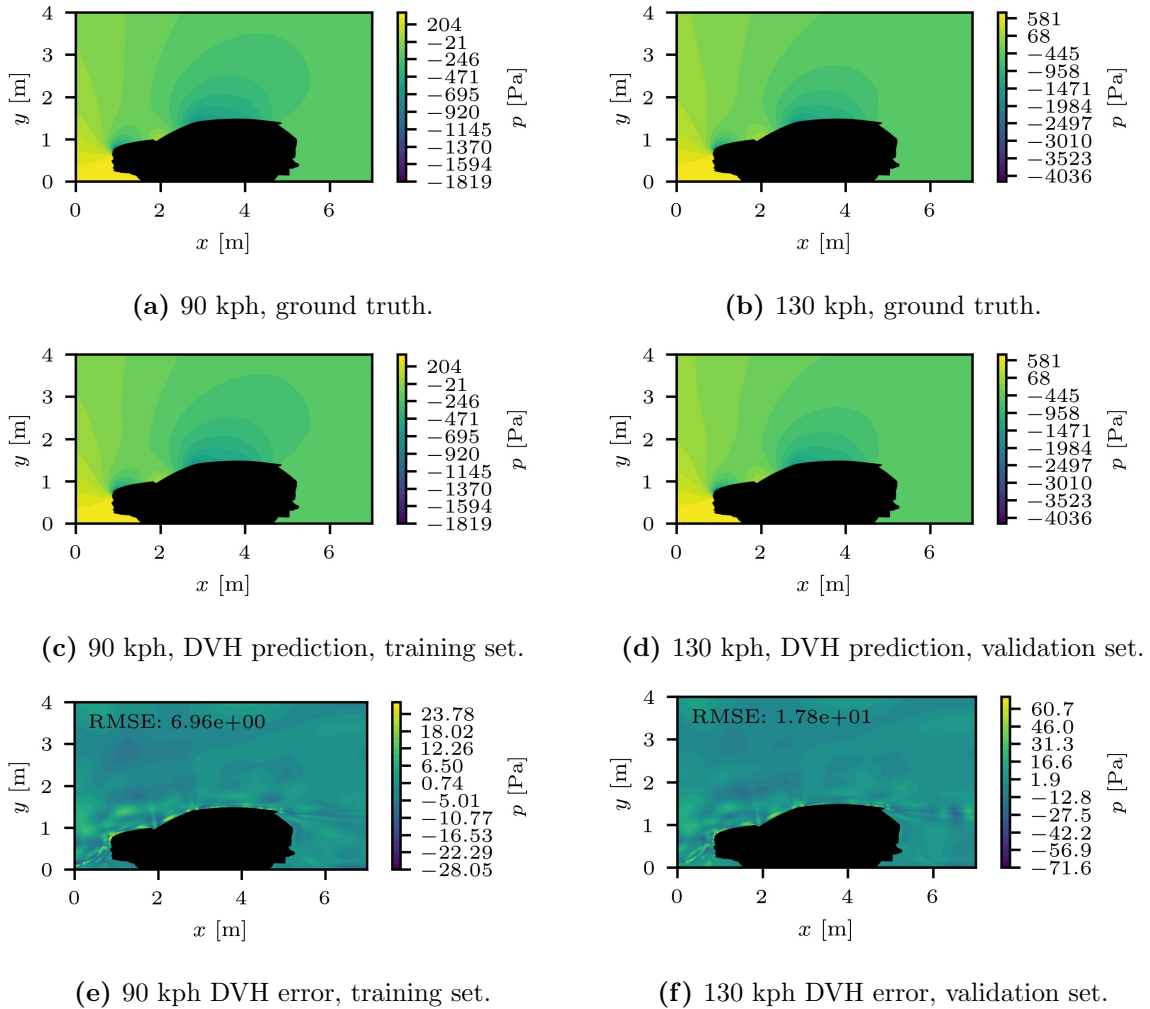 4
3
2
1
0
y [m]
0 2 4 6
x [m]
204
−21
−246
−471
−695
−920
−1145
−1370
−1594
−1819
p [Pa]
(a) 90 kph, ground truth.
4
3
2
1
0
y [m]
0 2 4 6
x [m]
581
68
−445
−958
−1471
−1984
−2497
−3010
−3523
−4036
p [Pa]
(b) 130 kph, ground truth.
4
3
2
1
0
y [m]
0 2 4 6
x [m]
204
−21
−246
−471
−695
−920
−1145
−1370
−1594
−1819
p [Pa]
(c) 90 kph, DVH prediction, training set.
4
3
2
1
0
y [m]
0 2 4 6
x [m]
581
68
−445
−958
−1471
−1984
−2497
−3010
−3523
−4036
p [Pa]
(d) 130 kph, DVH prediction, validation set.
RMSE: 6.96e+00
4
3
2
1
0
y [m]
0 2 4 6
x [m]
23.78
18.02
12.26
6.50
0.74
−5.01
−10.77
−16.53
−22.29
−28.05
p [Pa]
(e) 90 kph DVH error, training set.
RMSE: 1.78e+01
4
3
2
1
0
y [m]
0 2 4 6
x [m]
60.7
46.0
31.3
16.6
1.9
−12.8
−27.5
−42.2
−56.9
−71.6
p [Pa]
(f) 130 kph DVH error, validation set.